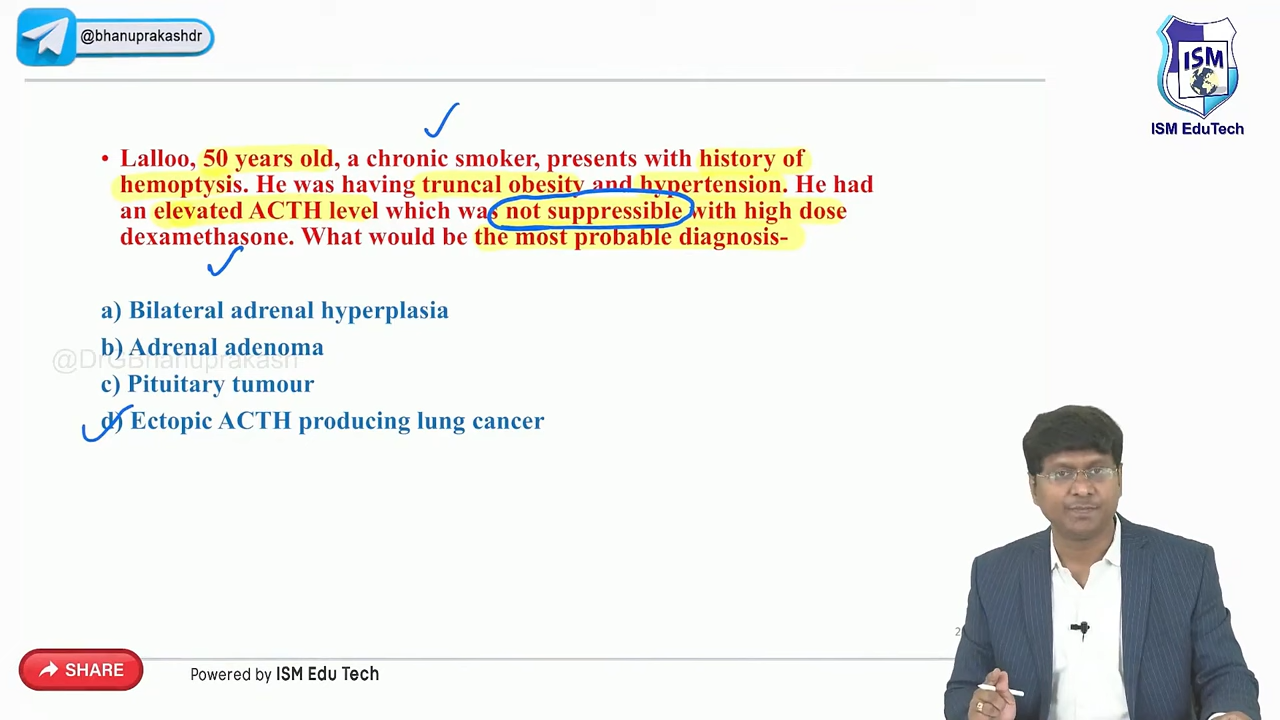 @bhanuprakashdr
ISM
ISM EduTech
• Lalloo, 50 years old, a chronic smoker, presents with history of
hemoptysis. He was having truncal obesity and hypertension. He had
an elevated ACTH level which was not suppressible with high dose
dexamethasone. What would be the most probable diagnosis-
a) Bilateral adrenal hyperplasia
b) Adrenal adenoma
@DrGBhanuprakash
c) Pituitary tumour
d) Ectopic ACTH producing lung cancer
SHARE
Powered by ISM Edu Tech